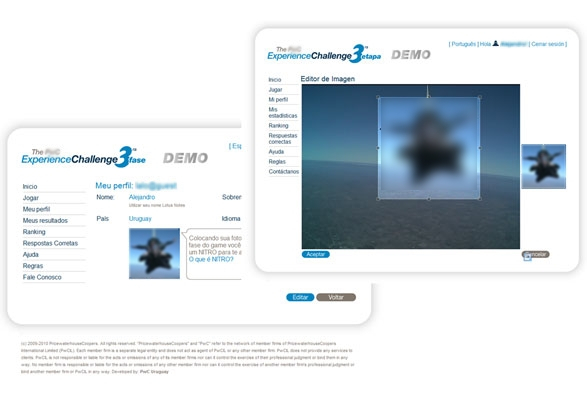 The
ExperienceChallenge 3 ™
etapa
DEMO
[ Português ] Hola [ Cerrar sesión ]
Inicio
Jugar
Mi perfil
Mis
estadísticas
Ranking
Respuestas
correctas
Ayuda
Reglas
Contáctanos
Editor de Imagen
Aceptar
Cancelar
The
ExperienceChallenge 3 ™
fase
DEMO
[ Esp
Inicio
Jogar
Meu perfil
Meus resultados
Ranking
Respostas Corretas
Ajuda
Regras
Fale Conosco
Meu perfil:
Nome: Alejandro Sobren
Utilizar seu nome Lotus Notes
País Uruguay Idioma
Colocando sua foto
fase do game você
um NITRO para te a
O que é NITRO?
Editar Voltar
(c) 2009-2010 PricewaterhouseCoopers. All rights reserved. "PricewaterhouseCoopers" and "PwC" refer to the network of member firms of PricewaterhouseCoopers
International Limited (PwCIL). Each member firm is a separate legal entity and does not act as agent of PwCIL or any other member firm. PwCIL does not provide any services to
clients. PwCIL is not responsible or liable for the acts or omissions of any of its member firms nor can it control the exercise of their professional judgment or bind them in any
way. No member firm is responsible or liable for the acts or omissions of any other member firm nor can it control the exercise of another member firm's professional judgment or
bind another member firm or PwCIL in any way. Developed by: PwC Uruguay